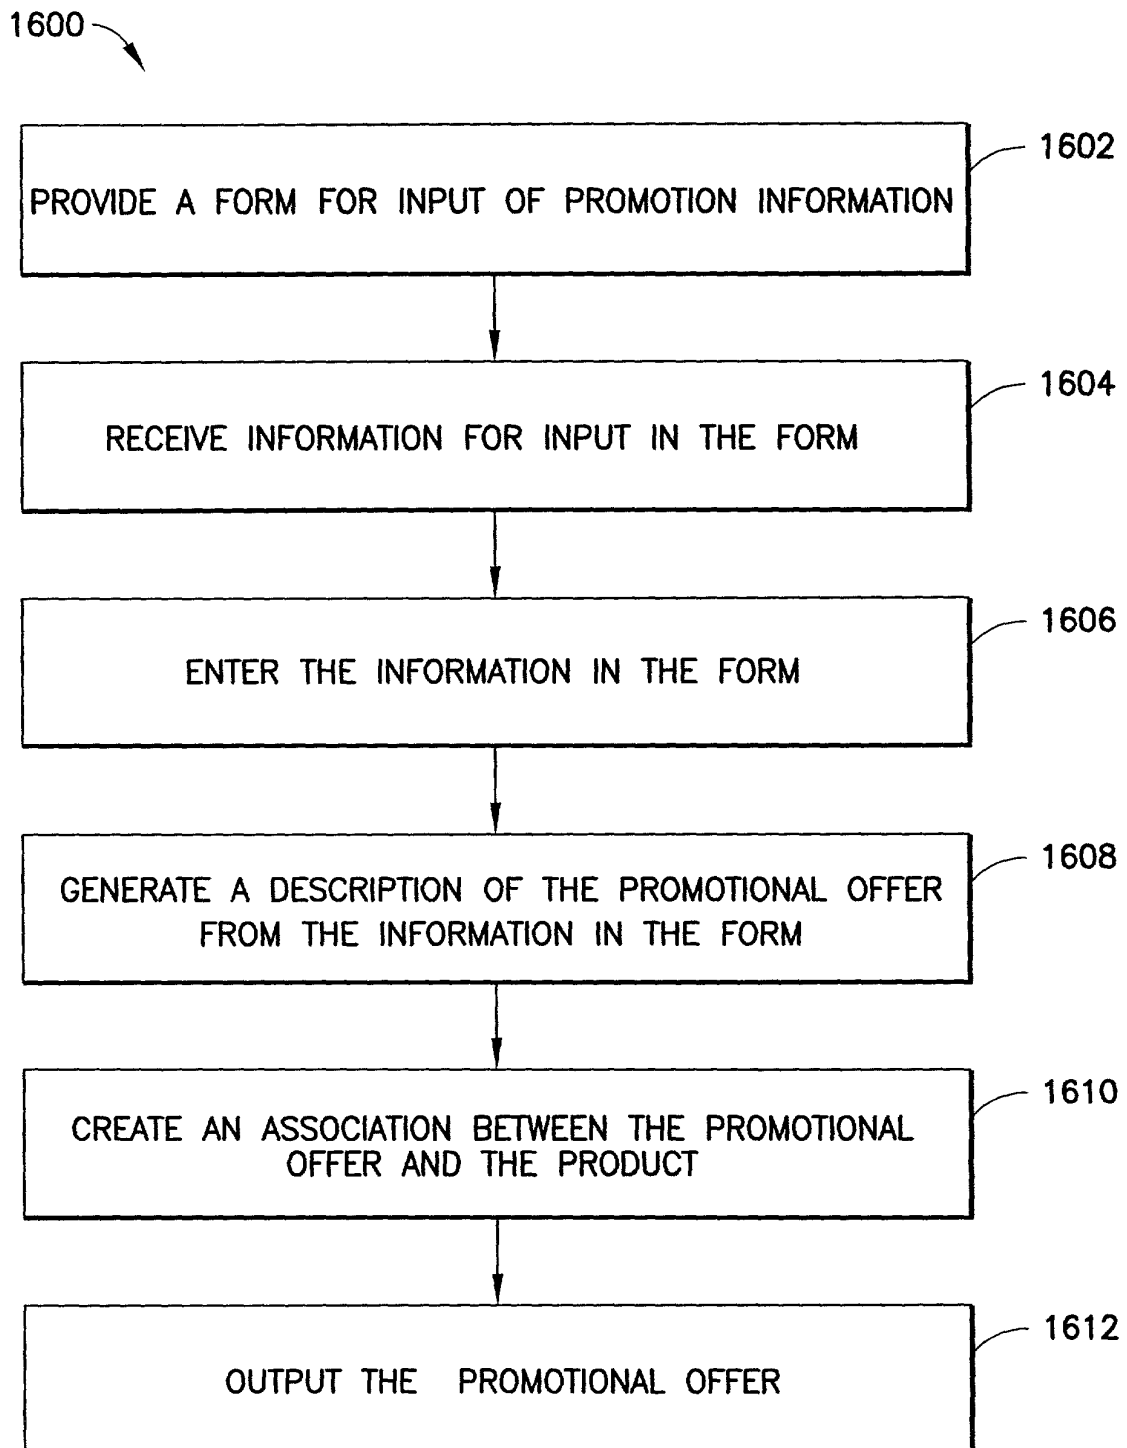 1600
1602
PROVIDE A FORM FOR INPUT OF PROMOTION INFORMATION
1604
RECEIVE INFORMATION FOR INPUT IN THE FORM
1606
ENTER THE INFORMATION IN THE FORM
1608
GENERATE A DESCRIPTION OF THE PROMOTIONAL OFFER
FROM THE INFORMATION IN THE FORM
1610
CREATE AN ASSOCIATION BETWEEN THE PROMOTIONAL
OFFER AND THE PRODUCT
1612
OUTPUT THE PROMOTIONAL OFFER